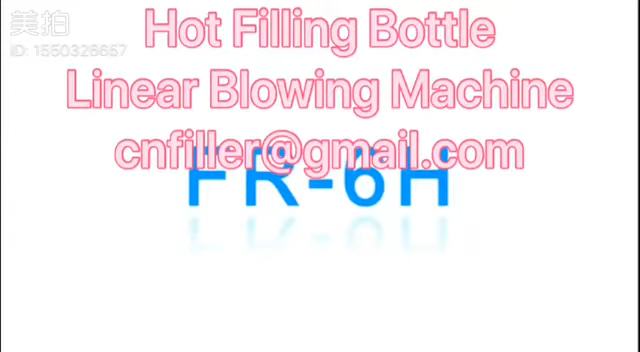 美拍
ID: 1550326657
Hot Filling Bottle
Linear Blowing Machine
cnfiller@gmail.com
FR-6H